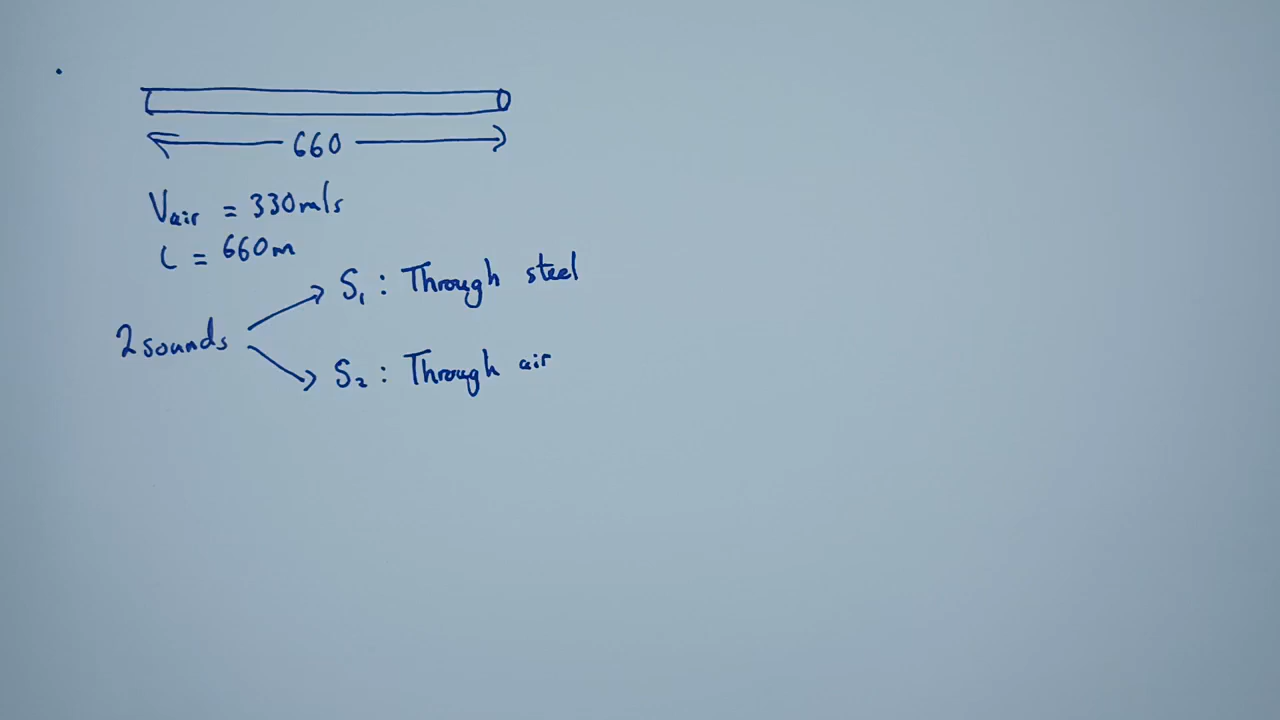 660
Vair = 330m/s
L = 660m
S1 : Through steel
2 sounds
S2 : Through air